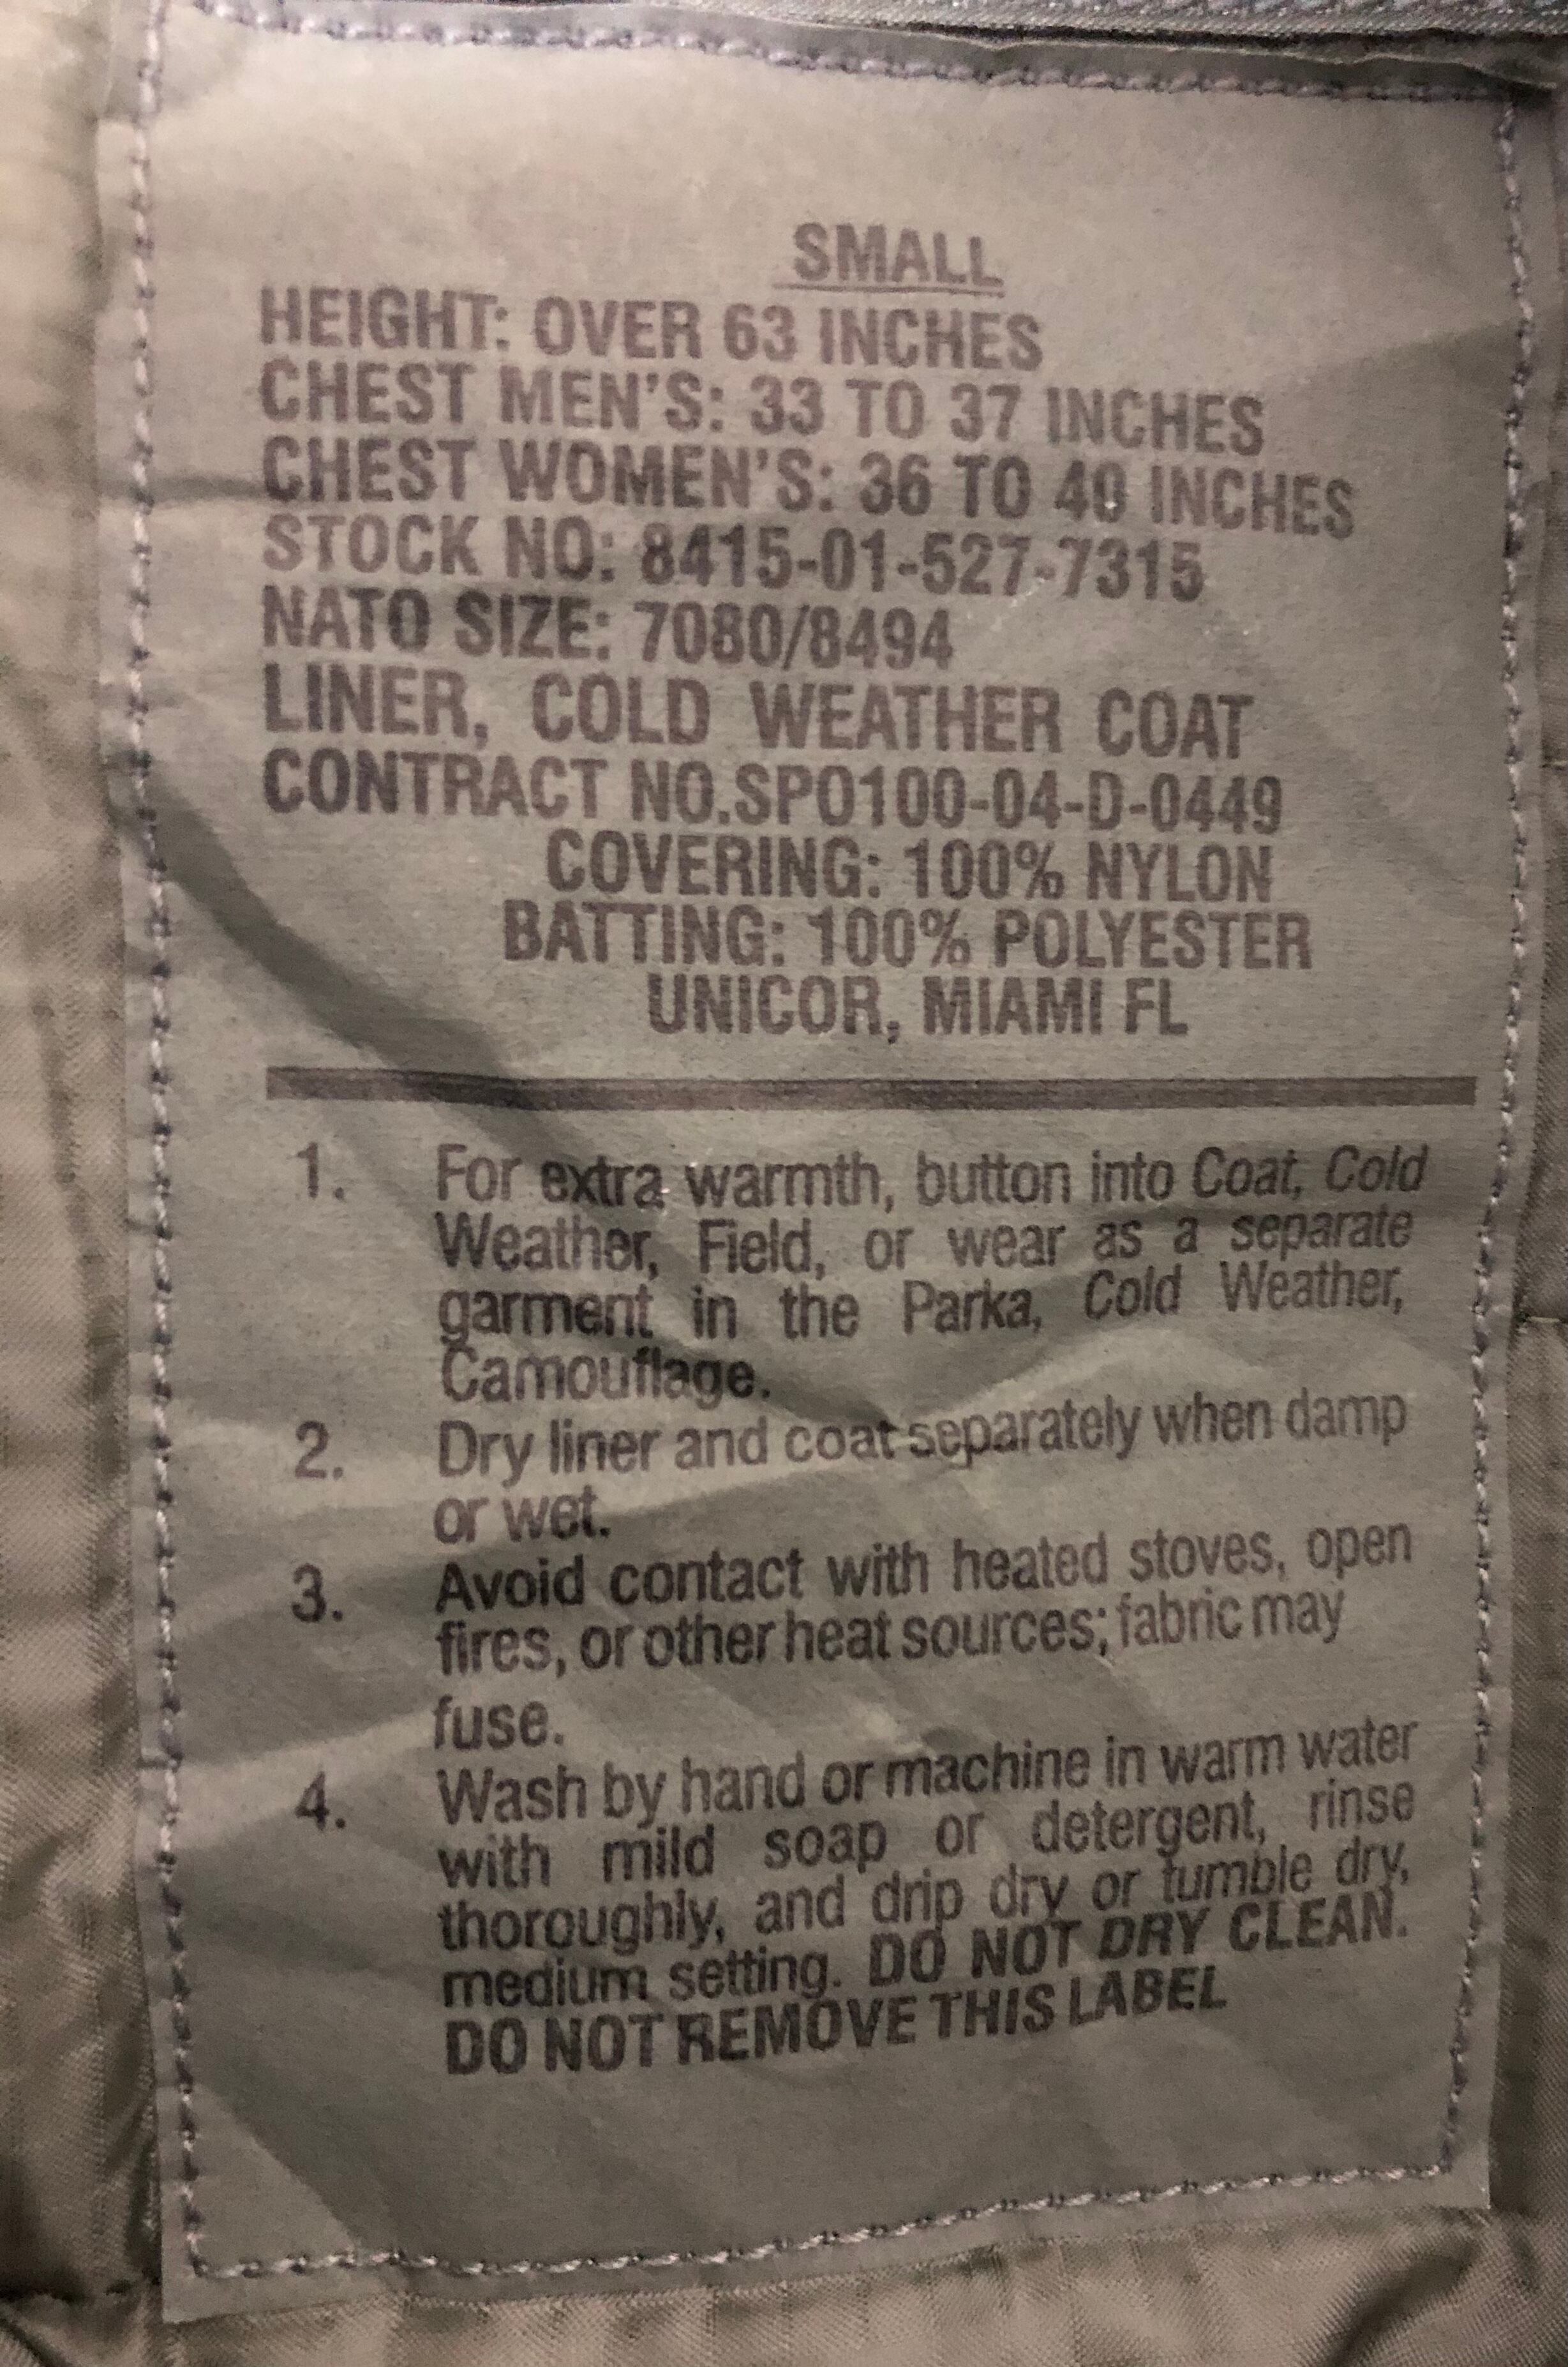 SMALL
HEIGHT: OVER 63 INCHES
CHEST MEN'S: 33 TO 37 INCHES
CHEST WOMEN'S: 36 TO 40 INCHES
STOCK NO: 8415-01-527-7315
NATO SIZE: 7080/8494
LINER, COLD WEATHER COAT
CONTRACT NO.SPO100-04-D-0449
COVERING: 100% NYLON
BATTING: 100% POLYESTER
UNICOR, MIAMI FL
1. For extra warmth, button into Coat, Cold
Weather, Field, or wear as a separate
garment in the Parka, Cold Weather,
Camouflage.
2. Dry liner and coat separately when damp
or wet.
3. Avoid contact with heated stoves, open
fires, or other heat sources; fabric may
fuse.
4. Wash by hand or machine in warm water
with mild soap or detergent, rinse
thoroughly, and drip dry or tumble dry,
medium setting. DO NOT DRY CLEAN.
DO NOT REMOVE THIS LABEL